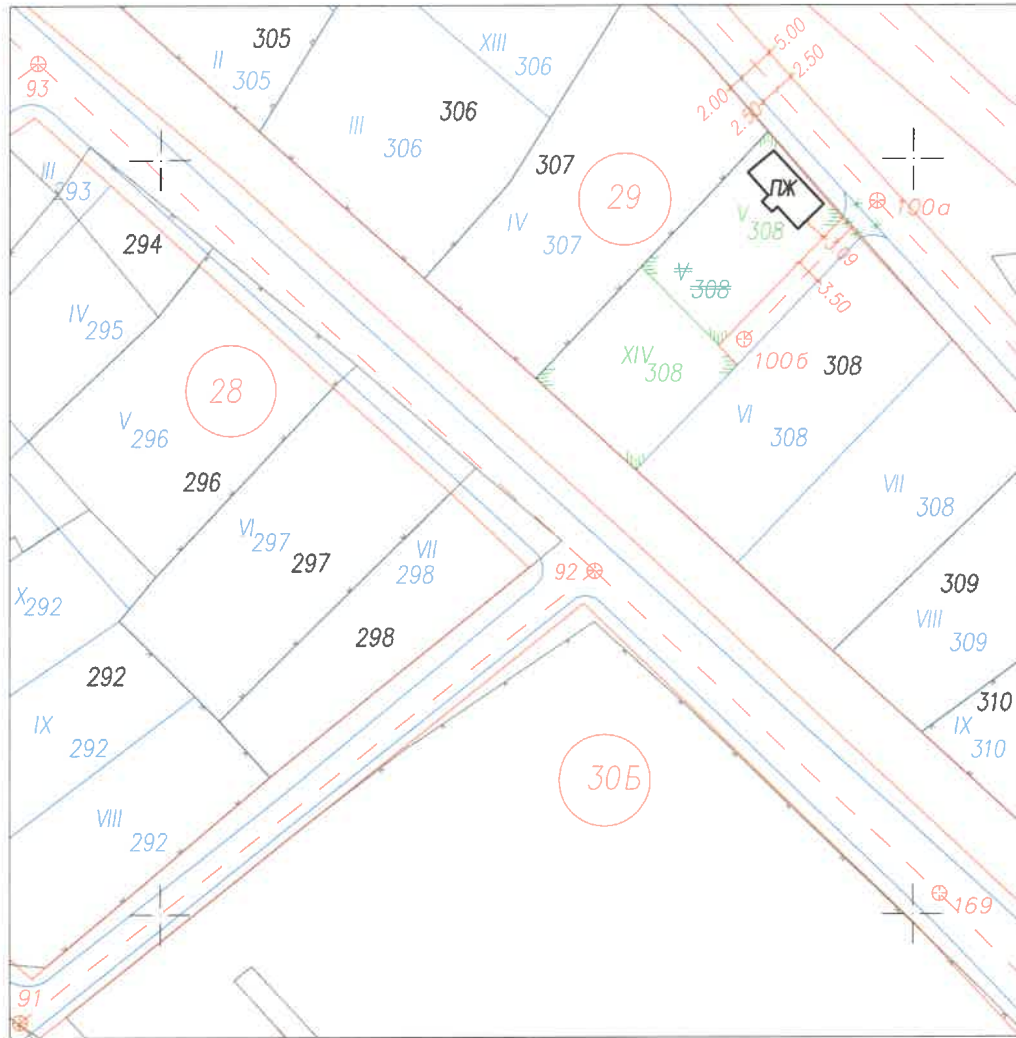 305
II 305
XIII 306
306
III 306
93
5.00
2.50
2.00
2.50
307
IV 307
29
ПЖ
V 308
100а
3.09
3.50
V 308
XIV 308
100б
308
VI 308
III 293
294
IV 295
28
V 296
296
VI 297
297
VII 298
298
92
VII 308
309
VIII 309
310
IX 310
X 292
292
IX 292
VIII 292
30Б
169
91